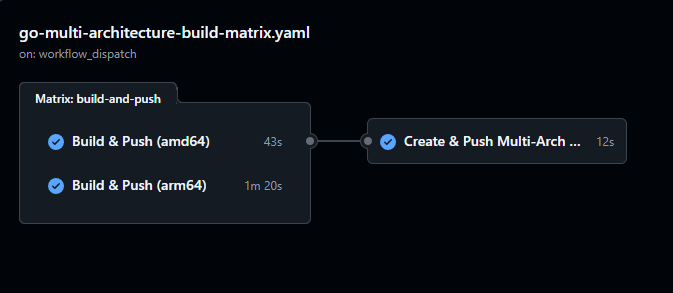 go-multi-architecture-build-matrix.yaml
on: workflow_dispatch
Matrix: build-and-push
Build & Push (amd64) 43s
Create & Push Multi-Arch ... 12s
Build & Push (arm64) 1m 20s